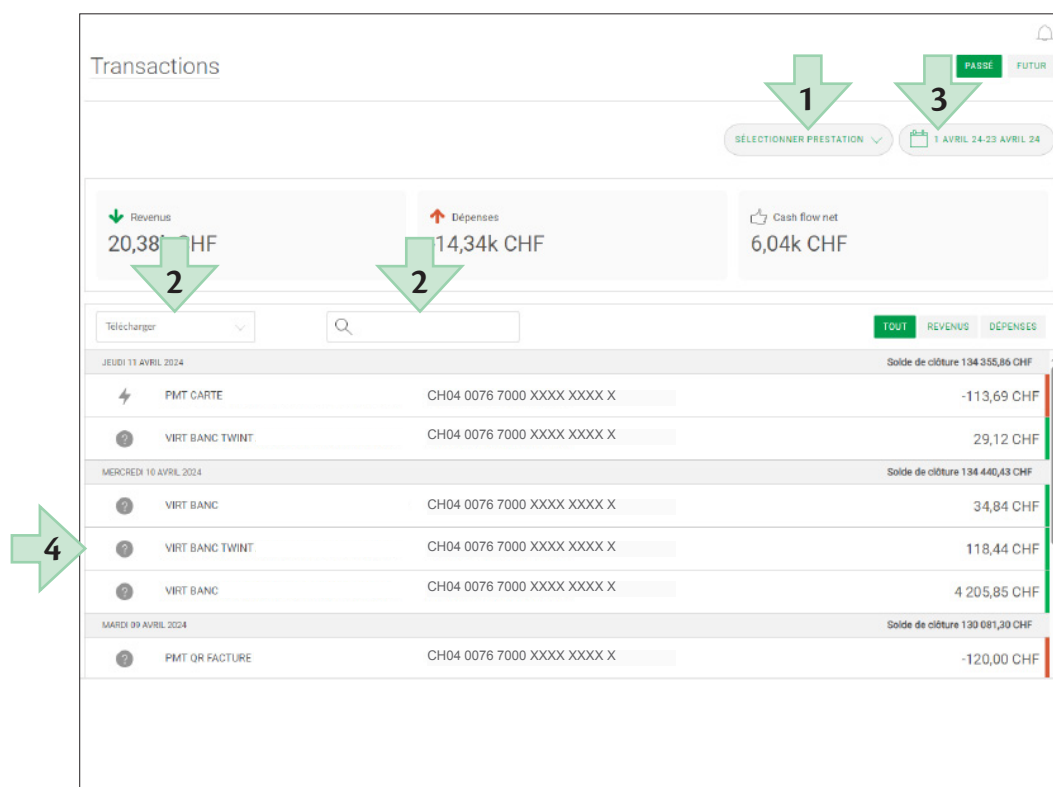 Transactions
PASSÉ FUTUR
1 3
SÉLECTIONNER PRESTATION 1 AVRIL 24-23 AVRIL 24
Revenus Dépenses Cash flow net
20,38k CHF -14,34k CHF 6,04k CHF
2 2
Télécharger TOUT REVENUS DÉPENSES
JEUDI 11 AVRIL 2024 Solde de clôture 134 355,86 CHF
PMT CARTE CH04 0076 7000 XXXX XXXX X -113,69 CHF
VIRT BANC TWINT CH04 0076 7000 XXXX XXXX X 29,12 CHF
MERCREDI 10 AVRIL 2024 Solde de clôture 134 440,43 CHF
VIRT BANC CH04 0076 7000 XXXX XXXX X 34,84 CHF
4 VIRT BANC TWINT CH04 0076 7000 XXXX XXXX X 118,44 CHF
VIRT BANC CH04 0076 7000 XXXX XXXX X 4 205,85 CHF
MARDI 09 AVRIL 2024 Solde de clôture 130 081,30 CHF
PMT QR FACTURE CH04 0076 7000 XXXX XXXX X -120,00 CHF